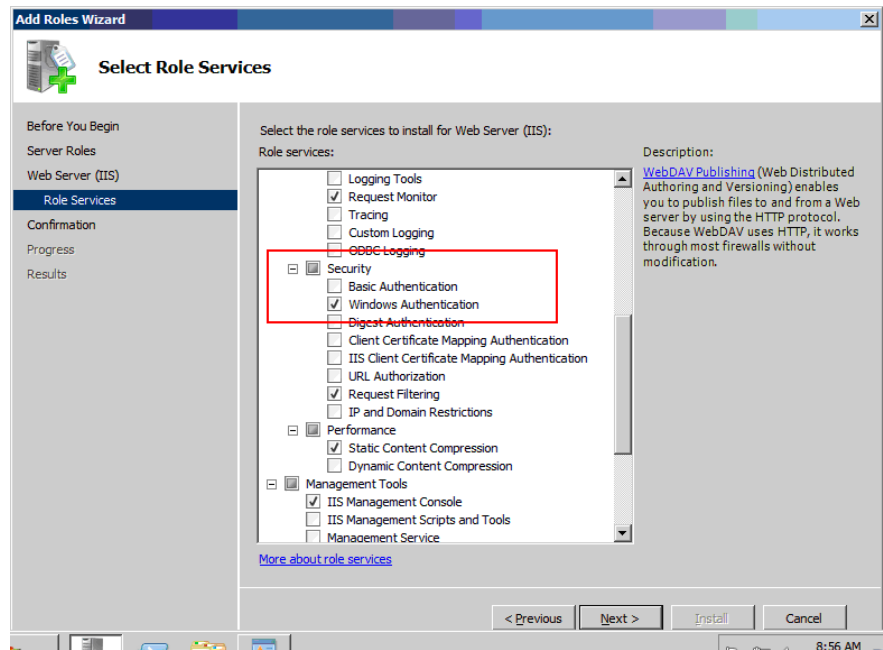 Add Roles Wizard
Select Role Services
Before You Begin
Server Roles
Web Server (IIS)
Role Services
Confirmation
Progress
Results
Select the role services to install for Web Server (IIS):
Role services:
Logging Tools
Request Monitor
Tracing
Custom Logging
ODBC Logging
Security
Basic Authentication
Windows Authentication
Digest Authentication
Client Certificate Mapping Authentication
IIS Client Certificate Mapping Authentication
URL Authorization
Request Filtering
IP and Domain Restrictions
Performance
Static Content Compression
Dynamic Content Compression
Management Tools
IIS Management Console
IIS Management Scripts and Tools
Management Service
More about role services
Description:
WebDAV Publishing (Web Distributed
Authoring and Versioning) enables
you to publish files to and from a Web
server by using the HTTP protocol.
Because WebDAV uses HTTP, it works
through most firewalls without
modification.
< Previous
Next >
Install
Cancel
8:56 AM